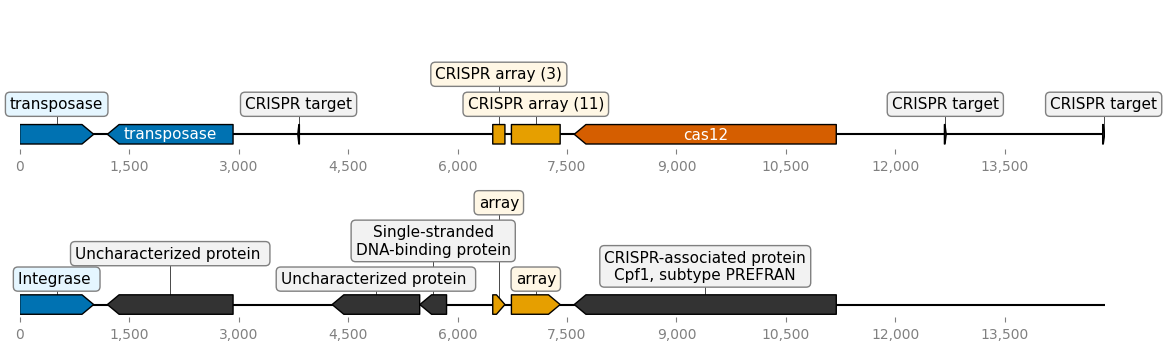 CRISPR array (3)
transposase
CRISPR target
CRISPR array (11)
CRISPR target
CRISPR target
transposase
cas12
0
1,500
3,000
4,500
6,000
7,500
9,000
10,500
12,000
13,500
array
Single-stranded
DNA-binding protein
Uncharacterized protein
CRISPR-associated protein
Cpf1, subtype PREFRAN
Integrase
Uncharacterized protein
array
0
1,500
3,000
4,500
6,000
7,500
9,000
10,500
12,000
13,500